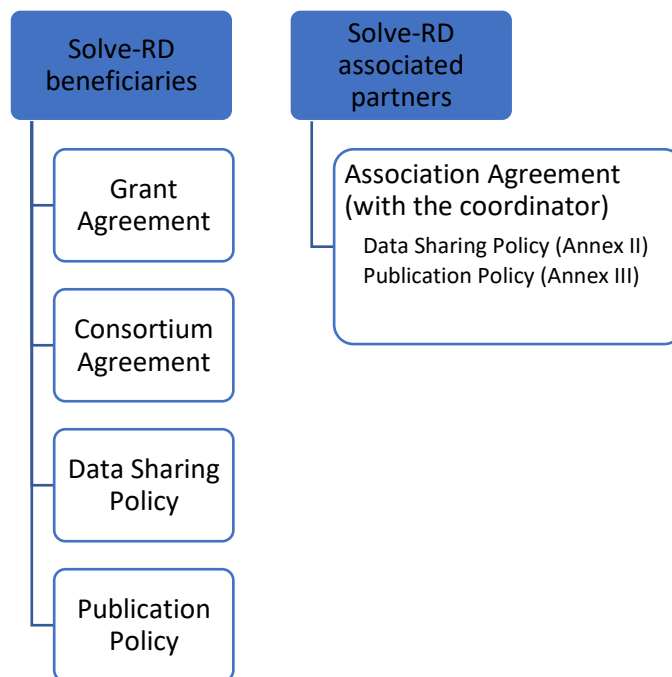 Solve-RD
beneficiaries
Grant
Agreement
Consortium
Agreement
Data Sharing
Policy
Publication
Policy
Solve-RD
associated
partners
Association Agreement
(with the coordinator)
Data Sharing Policy (Annex II)
Publication Policy (Annex III)